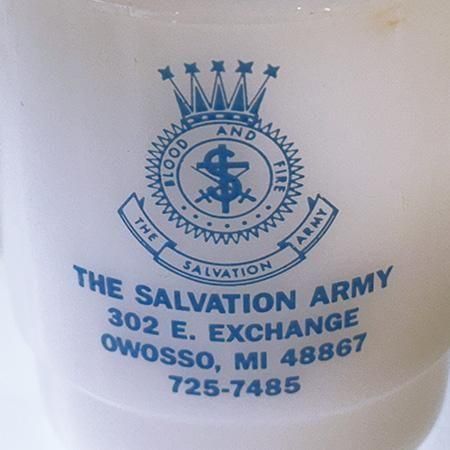 BLOOD AND FIRE
S
THE SALVATION ARMY
THE SALVATION ARMY
302 E. EXCHANGE
OWOSSO, MI 48867
725-7485